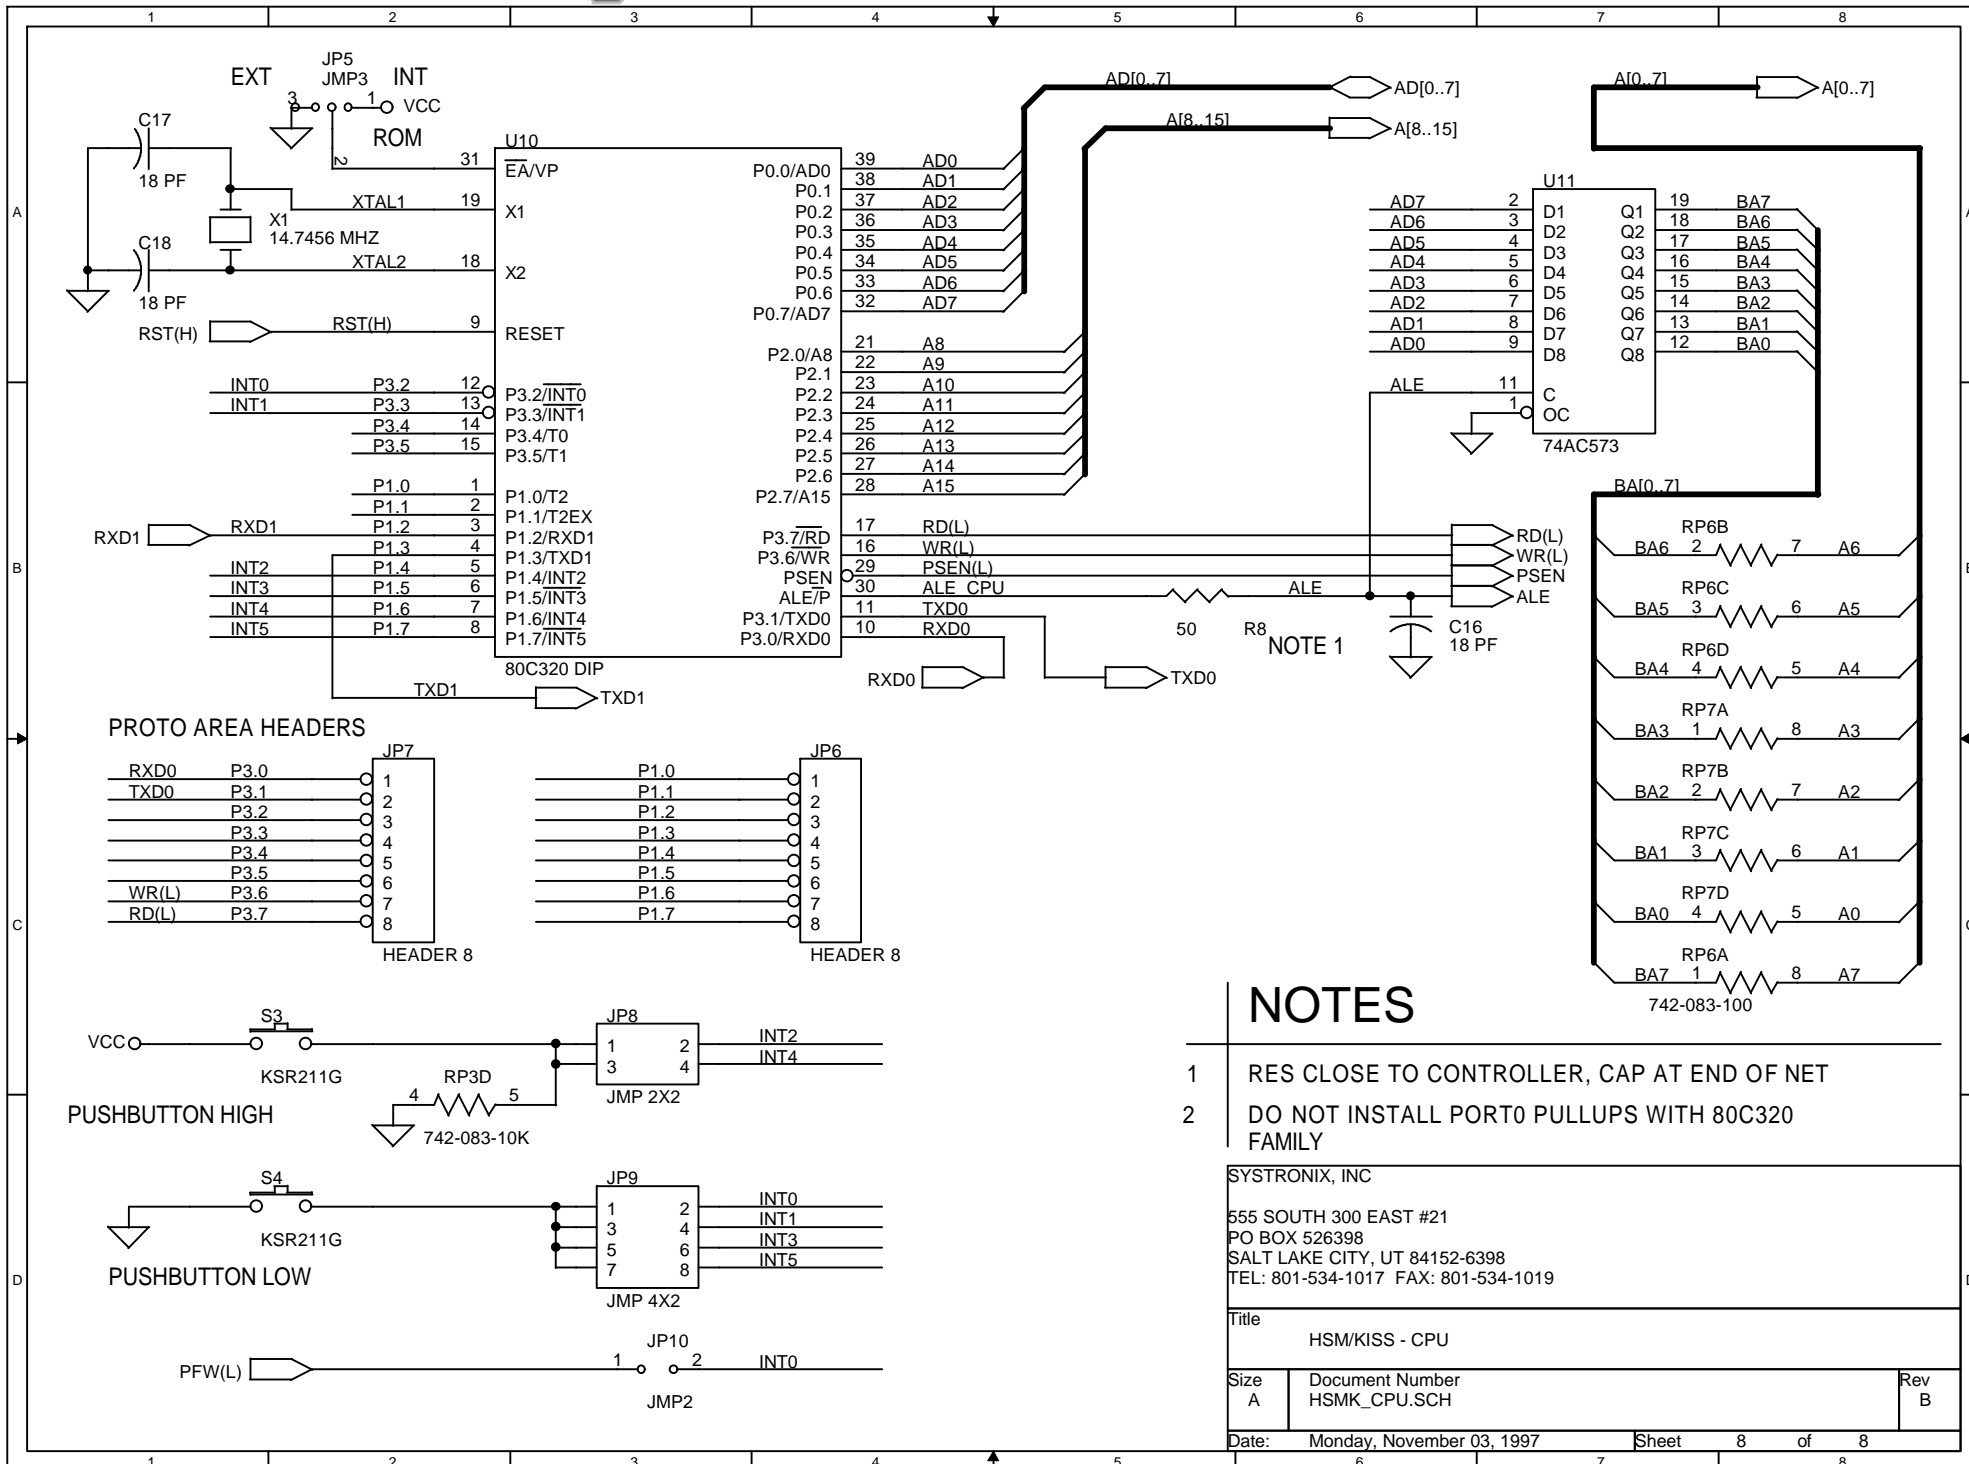 1 2 3 4 5 6 7 8
A
B
C
D
EXT
JP5
JMP3
INT
3
1
VCC
ROM
2
C17
18 PF
X1
14.7456 MHZ
C18
18 PF
XTAL1
XTAL2
RST(H)
RST(H)
U10
31 EA/VP
19 X1
18 X2
9 RESET
INT0 P3.2 12 P3.2/INT0
INT1 P3.3 13 P3.3/INT1
P3.4 14 P3.4/T0
P3.5 15 P3.5/T1
P1.0 1 P1.0/T2
P1.1 2 P1.1/T2EX
RXD1 RXD1 P1.2 3 P1.2/RXD1
P1.3 4 P1.3/TXD1
INT2 P1.4 5 P1.4/INT2
INT3 P1.5 6 P1.5/INT3
INT4 P1.6 7 P1.6/INT4
INT5 P1.7 8 P1.7/INT5
80C320 DIP
TXD1 TXD1
P0.0/AD0 39 AD0
P0.1 38 AD1
P0.2 37 AD2
P0.3 36 AD3
P0.4 35 AD4
P0.5 34 AD5
P0.6 33 AD6
P0.7/AD7 32 AD7
P2.0/A8 21 A8
P2.1 22 A9
P2.2 23 A10
P2.3 24 A11
P2.4 25 A12
P2.5 26 A13
P2.6 27 A14
P2.7/A15 28 A15
P3.7/RD 17 RD(L) RD(L)
P3.6/WR 16 WR(L) WR(L)
PSEN 29 PSEN(L) PSEN
ALE/P 30 ALE_CPU ALE ALE
P3.1/TXD0 11 TXD0
P3.0/RXD0 10 RXD0
RXD0
TXD0
50 R8
NOTE 1
C16
18 PF
AD[0..7] AD[0..7]
A[8..15] A[8..15]
A[0..7] A[0..7]
U11
AD7 2 D1 Q1 19 BA7
AD6 3 D2 Q2 18 BA6
AD5 4 D3 Q3 17 BA5
AD4 5 D4 Q4 16 BA4
AD3 6 D5 Q5 15 BA3
AD2 7 D6 Q6 14 BA2
AD1 8 D7 Q7 13 BA1
AD0 9 D8 Q8 12 BA0
ALE 11 C
1 OC
74AC573
BA[0..7]
RP6B
BA6 2 7 A6
RP6C
BA5 3 6 A5
RP6D
BA4 4 5 A4
RP7A
BA3 1 8 A3
RP7B
BA2 2 7 A2
RP7C
BA1 3 6 A1
RP7D
BA0 4 5 A0
RP6A
BA7 1 8 A7
742-083-100
PROTO AREA HEADERS
JP7
RXD0 P3.0 1
TXD0 P3.1 2
P3.2 3
P3.3 4
P3.4 5
P3.5 6
WR(L) P3.6 7
RD(L) P3.7 8
HEADER 8
JP6
P1.0 1
P1.1 2
P1.2 3
P1.3 4
P1.4 5
P1.5 6
P1.6 7
P1.7 8
HEADER 8
VCC
S3
KSR211G
PUSHBUTTON HIGH
RP3D
4 5
742-083-10K
JP8
1 2 INT2
3 4 INT4
JMP 2X2
S4
KSR211G
PUSHBUTTON LOW
JP9
1 2 INT0
3 4 INT1
5 6 INT3
7 8 INT5
JMP 4X2
PFW(L)
JP10
1 2 INT0
JMP2
NOTES
1 RES CLOSE TO CONTROLLER, CAP AT END OF NET
2 DO NOT INSTALL PORT0 PULLUPS WITH 80C320
FAMILY
SYSTRONIX, INC
555 SOUTH 300 EAST #21
PO BOX 526398
SALT LAKE CITY, UT 84152-6398
TEL: 801-534-1017 FAX: 801-534-1019
Title
HSM/KISS - CPU
Size
A
Document Number
HSMK_CPU.SCH
Rev
B
Date: Monday, November 03, 1997 Sheet 8 of 8
1 2 3 4 5 6 7 8